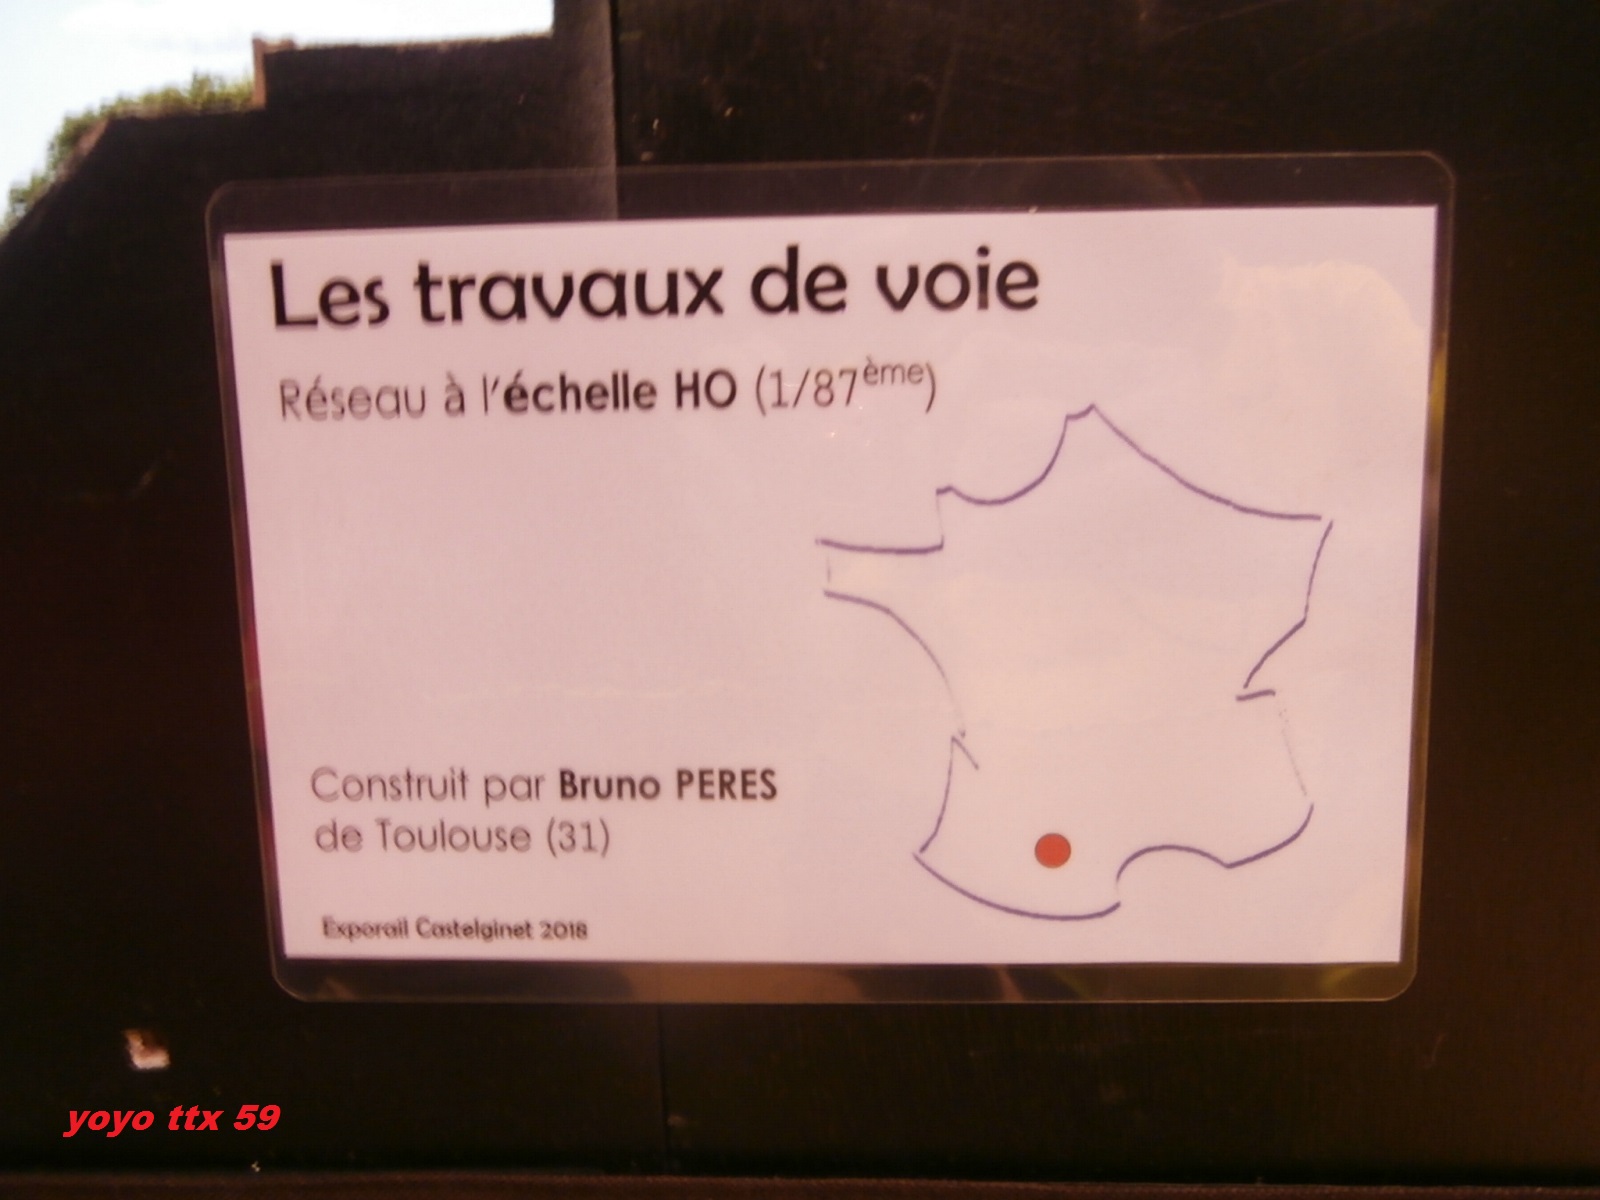 Les travaux de voie
Réseau à l'échelle HO (1/87ème)
Construit par Bruno PERES
de Toulouse (31)
Exporail Castelginet 2018
yoyo ttx 59